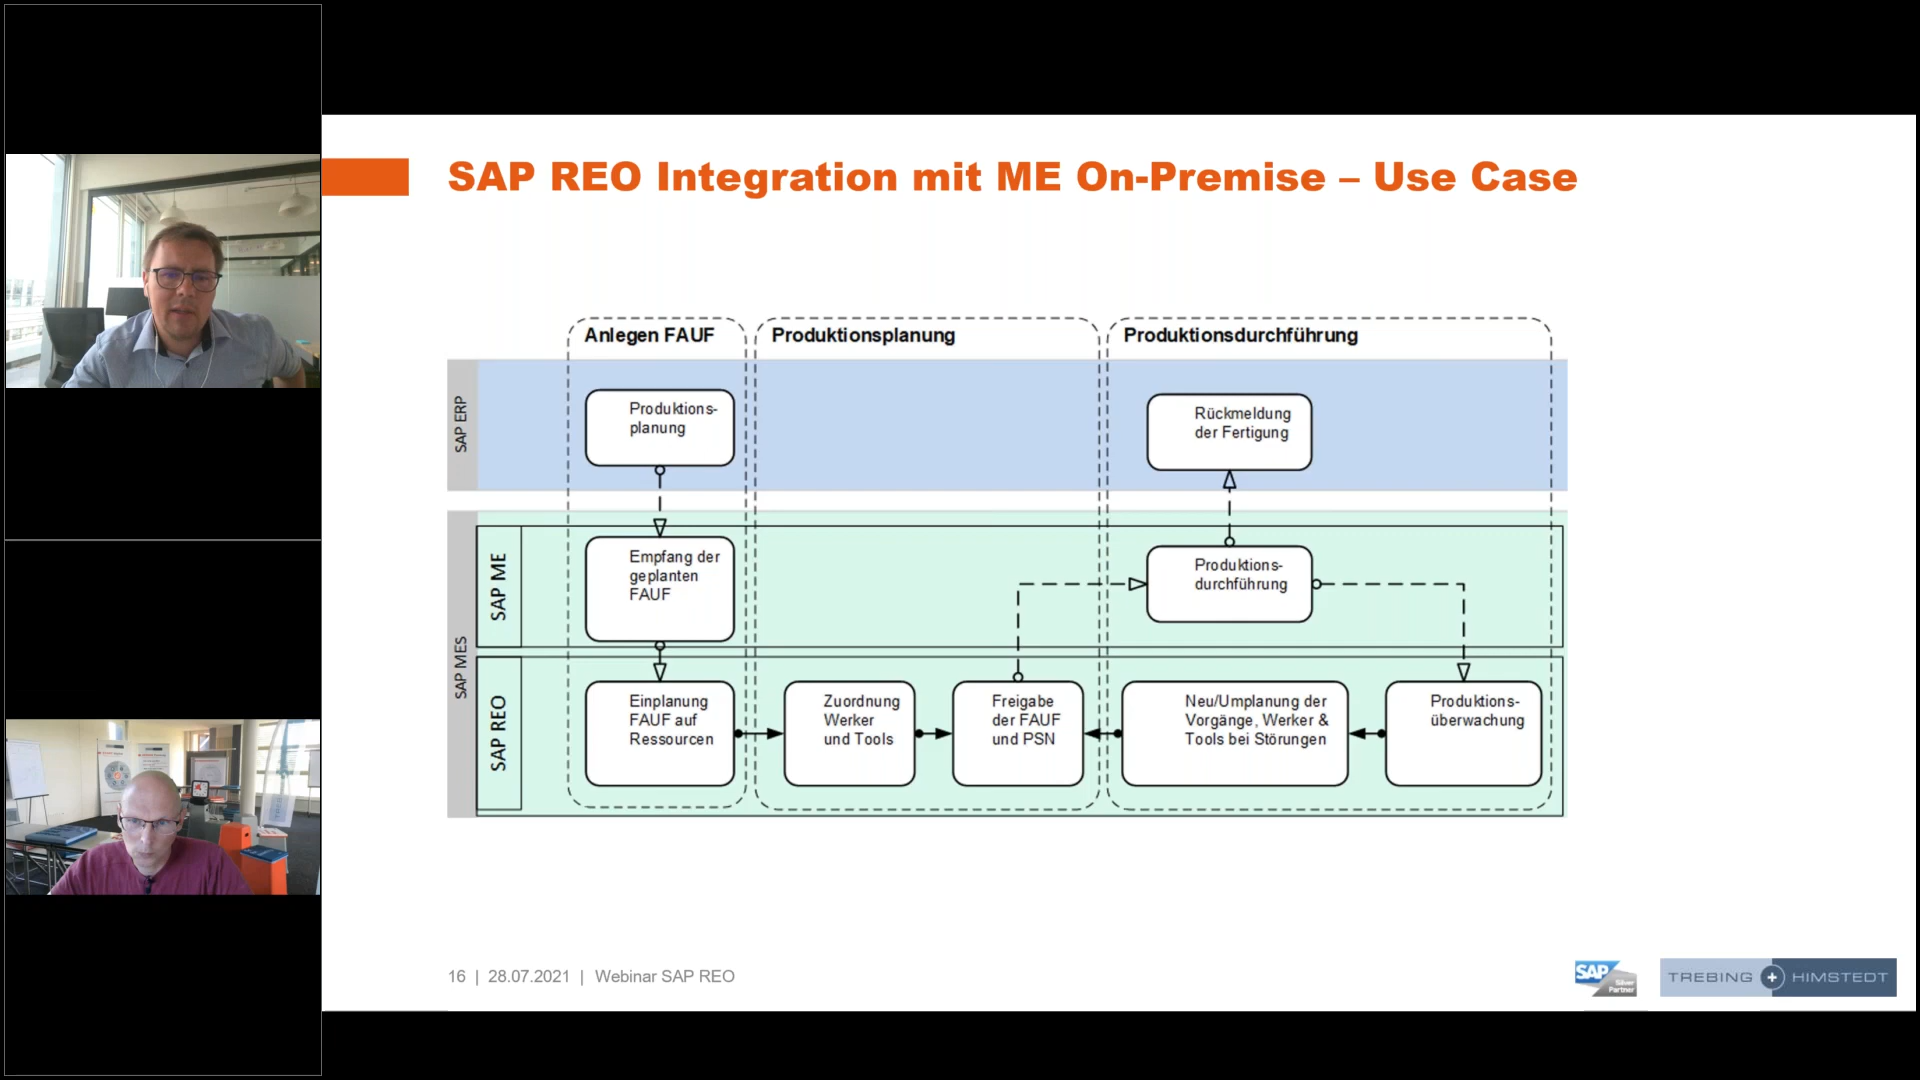 SAP REO Integration mit ME On-Premise – Use Case
Anlegen FAUF
Produktionsplanung
Produktionsdurchführung
SAP ERP
Produktions-
planung
Rückmeldung
der Fertigung
SAP MES
SAP ME
Empfang der
geplanten
FAUF
Produktions-
durchführung
SAP REO
Einplanung
FAUF auf
Ressourcen
Zuordnung
Werker
und Tools
Freigabe
der FAUF
und PSN
Neu/Umplanung der
Vorgänge, Werker &
Tools bei Störungen
Produktions-
überwachung
16 | 28.07.2021 | Webinar SAP REO
SAP
Silver
Partner
TREBING + HIMSTEDT